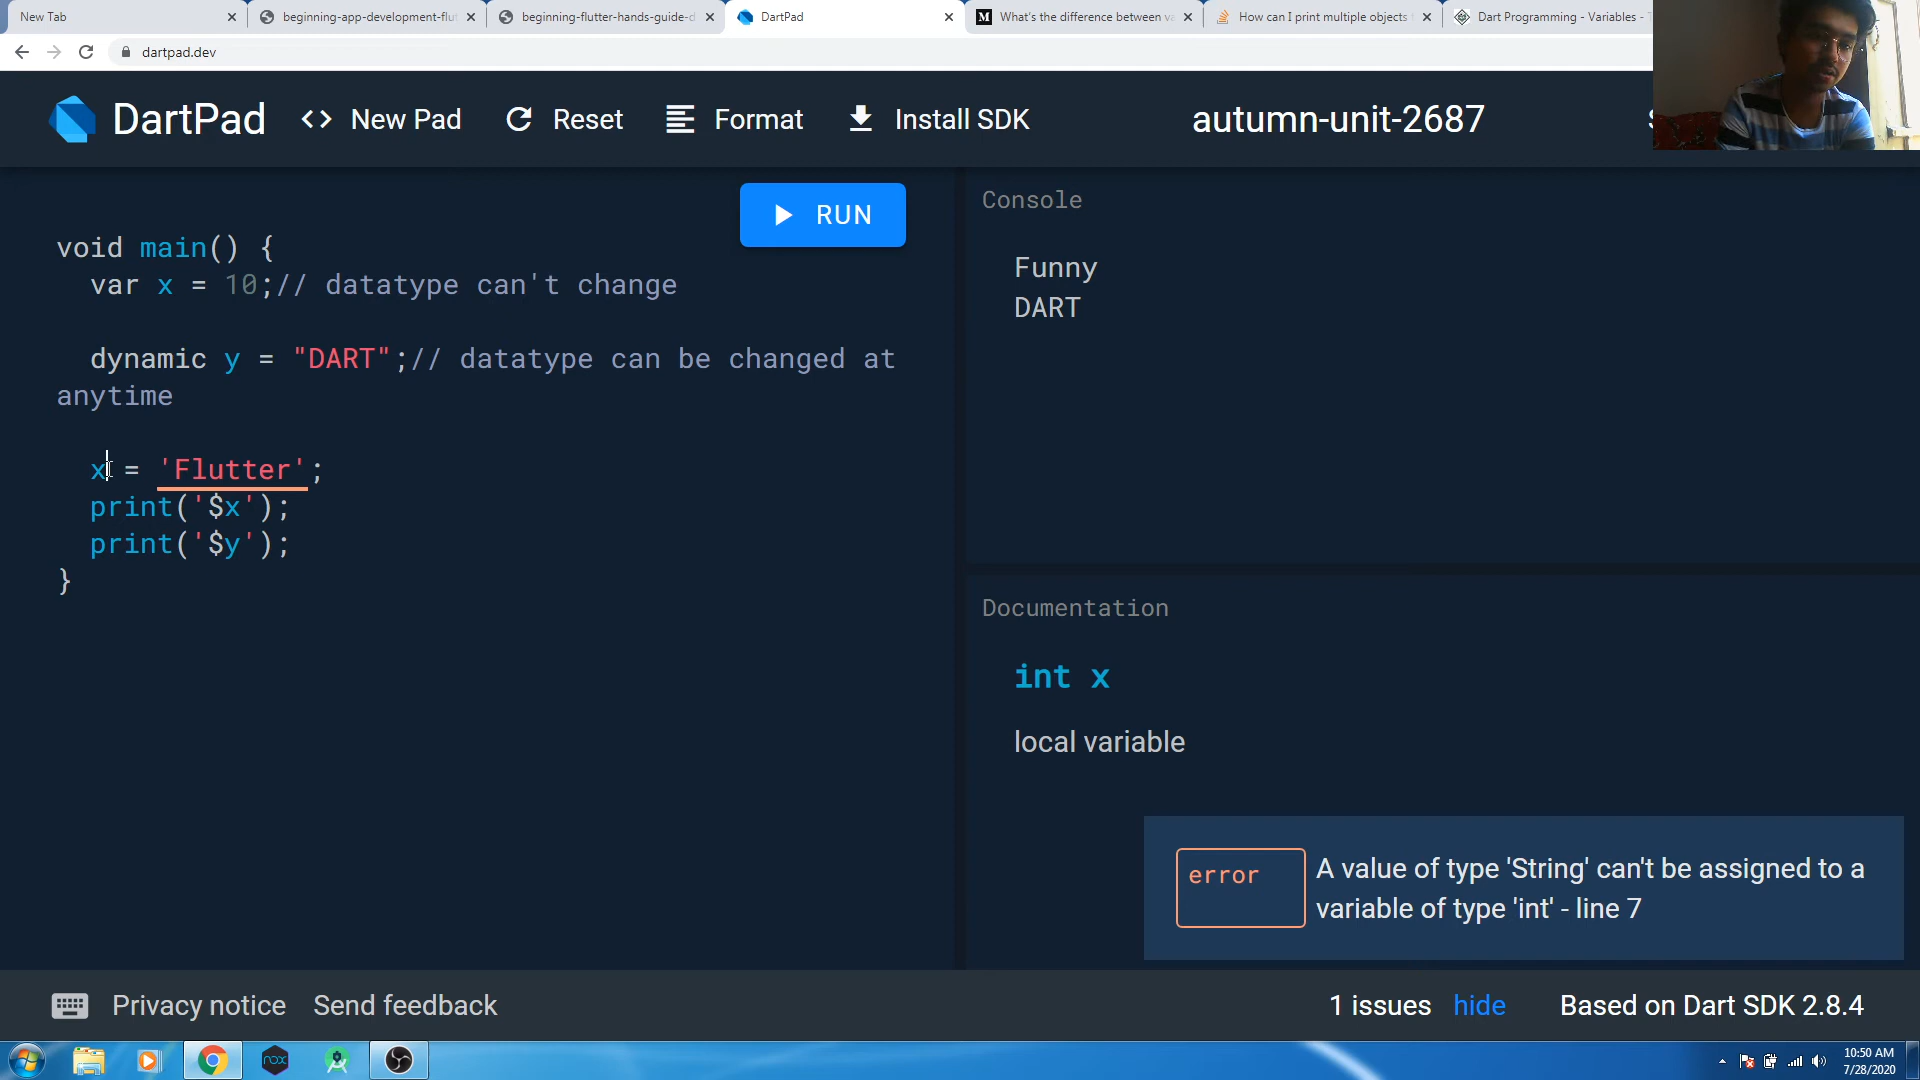 New Tab
beginning-app-development-flut
beginning-flutter-hands-guide-d
DartPad
What's the difference between va
How can I print multiple objects
Dart Programming - Variables -
dartpad.dev
DartPad
<> New Pad
Reset
Format
Install SDK
autumn-unit-2687
RUN
void main() {
var x = 10;// datatype can't change
dynamic y = "DART";// datatype can be changed at
anytime
x = 'Flutter';
print('$x');
print('$y');
}
Console
Funny
DART
Documentation
int x
local variable
error
A value of type 'String' can't be assigned to a
variable of type 'int' - line 7
Privacy notice
Send feedback
1 issues
hide
Based on Dart SDK 2.8.4
nox
10:50 AM
7/28/2020